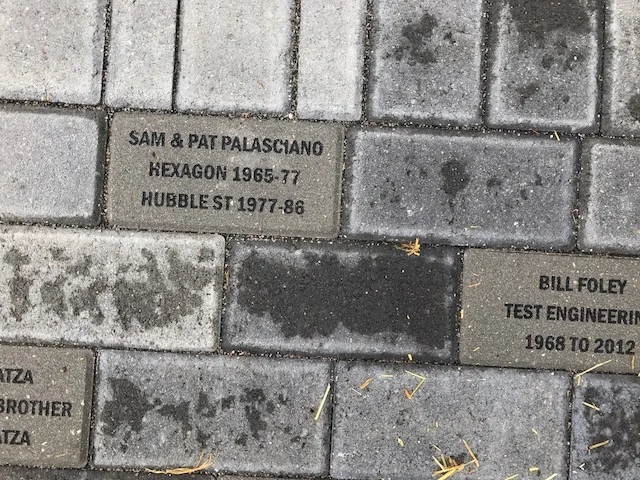 SAM & PAT PALASCIANO
HEXAGON 1965-77
HUBBLE ST 1977-86
BILL FOLEY
TEST ENGINEERIN
1968 TO 2012
ATZA
BROTHER
ATZA